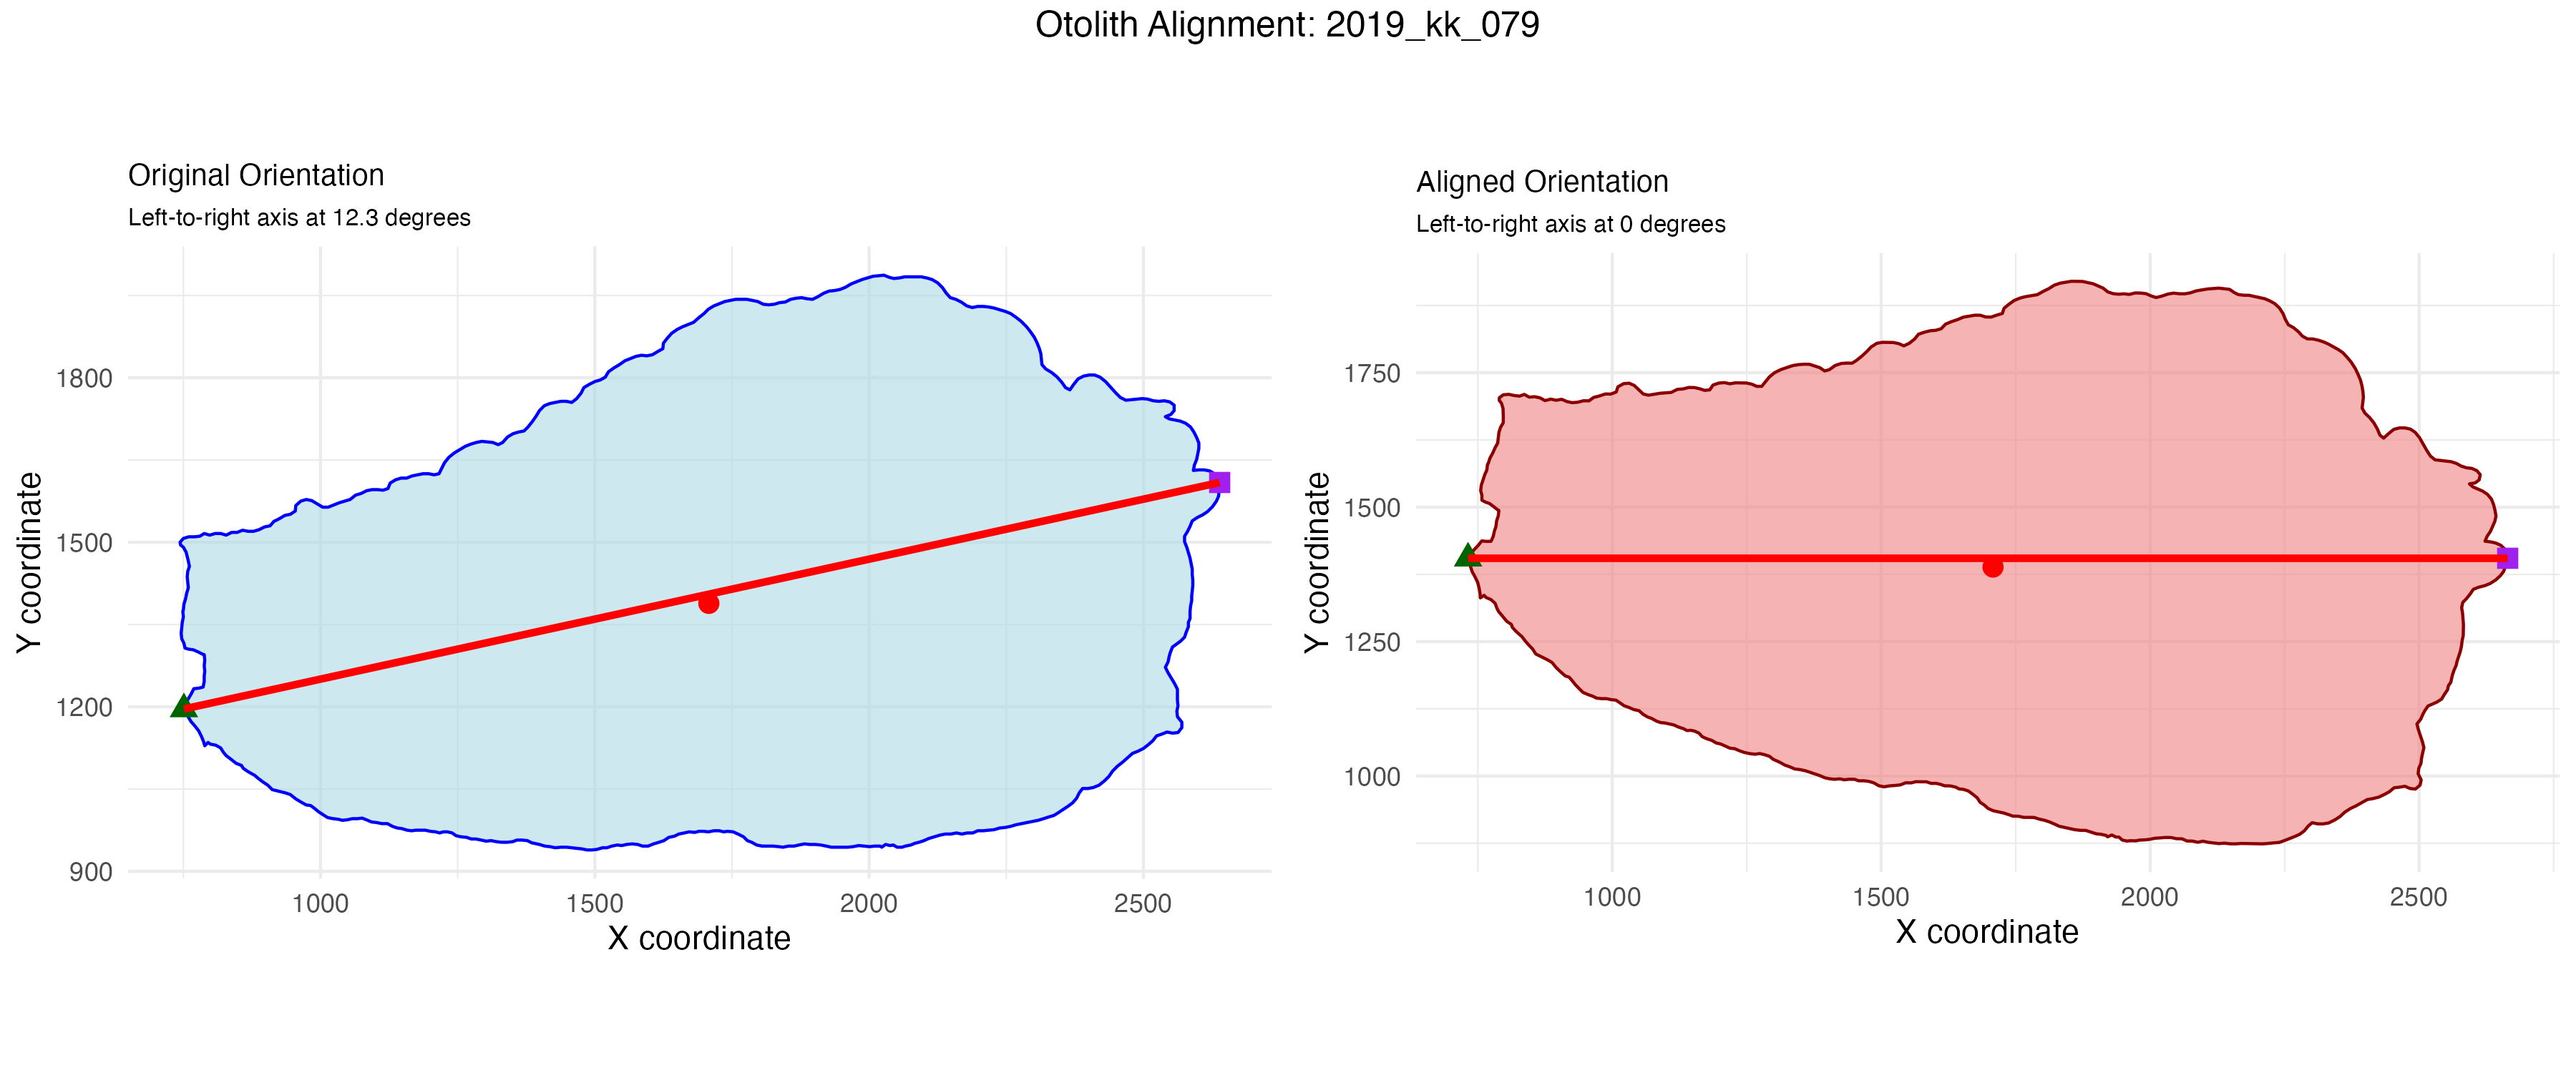 Otolith Alignment: 2019_kk_079
Original Orientation
Left-to-right axis at 12.3 degrees
Y coordinate
1800
1500
1200
900
1000
1500
2000
2500
X coordinate
Aligned Orientation
Left-to-right axis at 0 degrees
Y coordinate
1750
1500
1250
1000
1000
1500
2000
2500
X coordinate